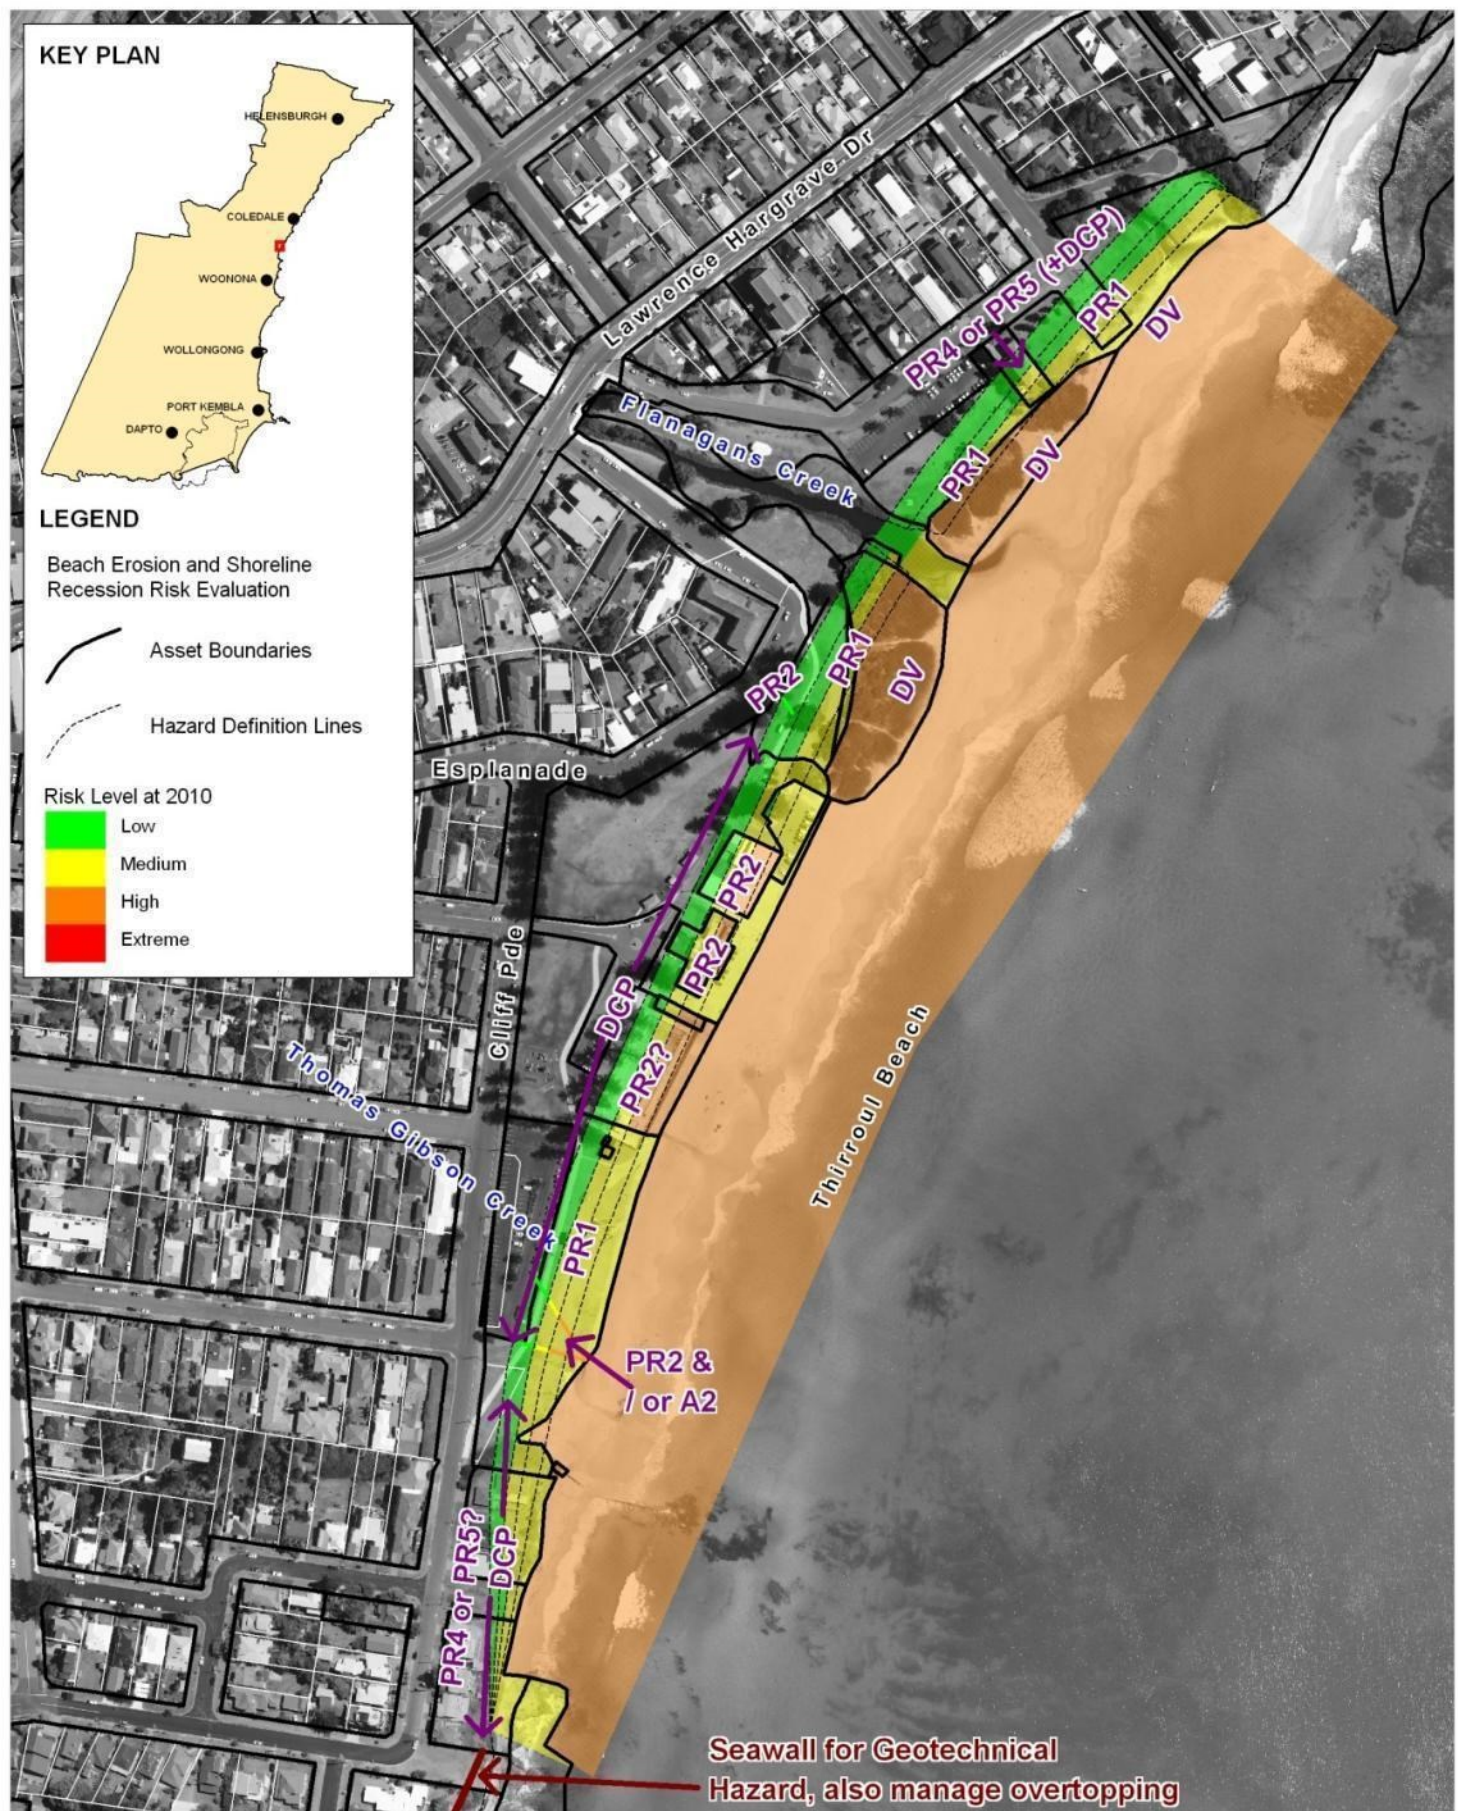 KEY PLAN
HELENSBURGH
COLEDALE
WOONONA
WOLLONGONG
PORT KEMBLA
DAPTO
LEGEND
Beach Erosion and Shoreline
Recession Risk Evaluation
Asset Boundaries
Hazard Definition Lines
Risk Level at 2010
Low
Medium
High
Extreme
Lawrence Hargrave Dr
PR4 or PR5 (+DCP)
PR1
DV
Flanagans Creek
PR1
DV
PR1
DV
PR2
Esplanade
PR2
PR2
Cliff Pde
DCP
PR2?
Thirroul Beach
Thomas Gibson Creek
PR1
PR2 &
/ or A2
PR4 or PR5?
DCP
Seawall for Geotechnical
Hazard, also manage overtopping